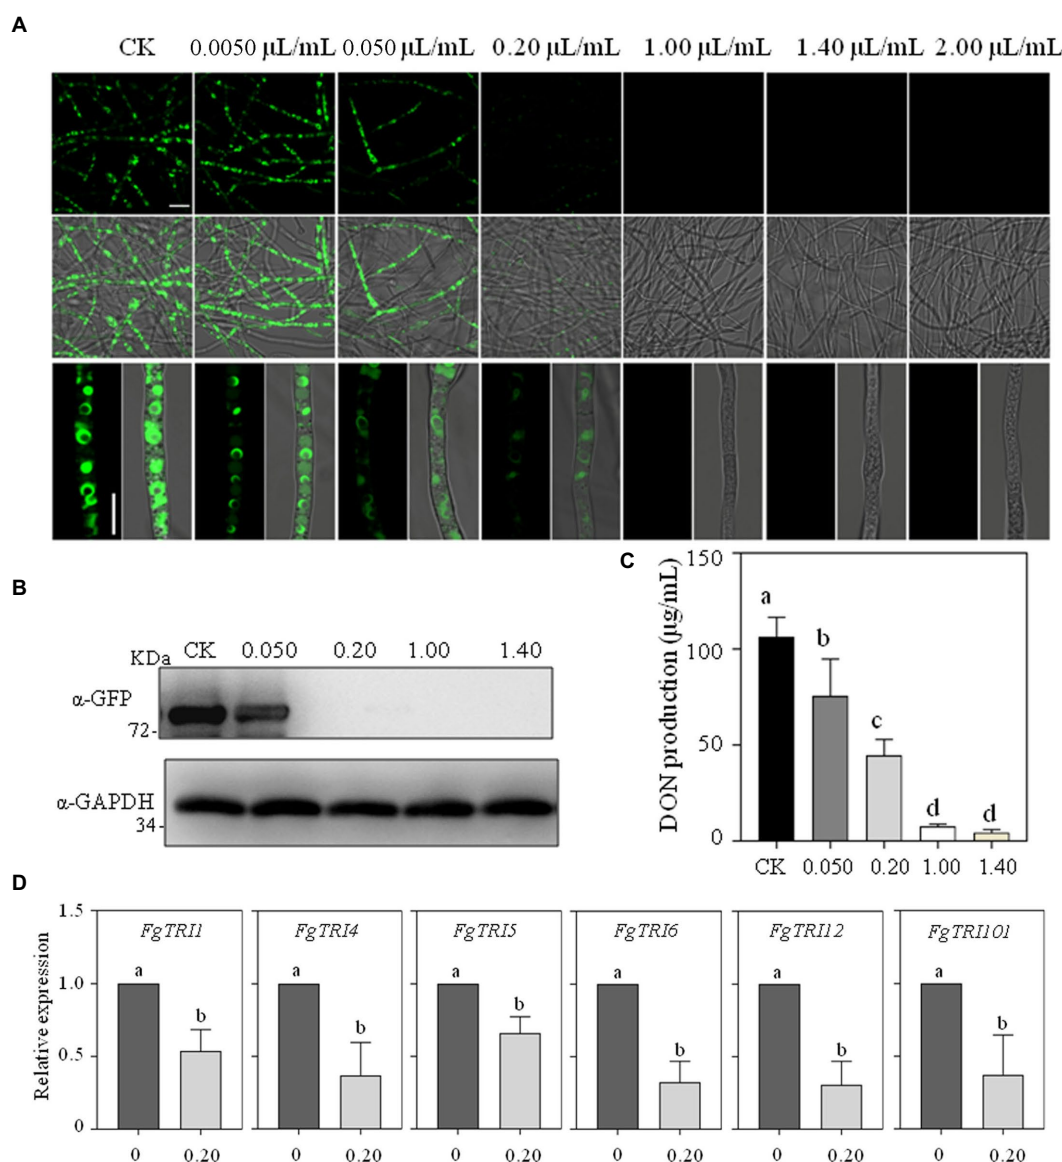 A
CK 0.0050 μL/mL 0.050 μL/mL 0.20 μL/mL 1.00 μL/mL 1.40 μL/mL 2.00 μL/mL
B
KDa CK 0.050 0.20 1.00 1.40
α-GFP
72-
α-GAPDH
34-
C
DON production (μg/mL)
150
100
50
0
a
b
c
d
d
CK 0.050 0.20 1.00 1.40
D
Relative expression
1.5
1.0
0.5
0
FgTRI1 FgTRI4 FgTRI5 FgTRI6 FgTRI12 FgTRI101
a b a b a b a b a b a b
0 0.20 0 0.20 0 0.20 0 0.20 0 0.20 0 0.20